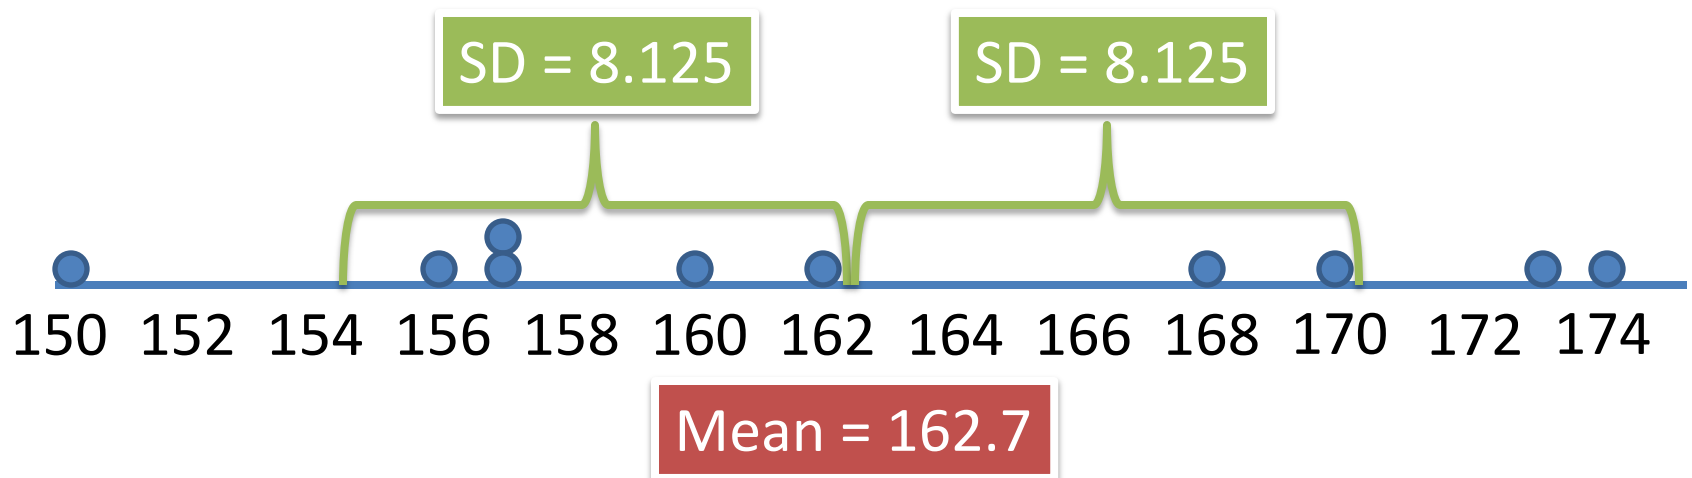 SD = 8.125
SD = 8.125
150 152 154 156 158 160 162 164 166 168 170 172 174
Mean = 162.7